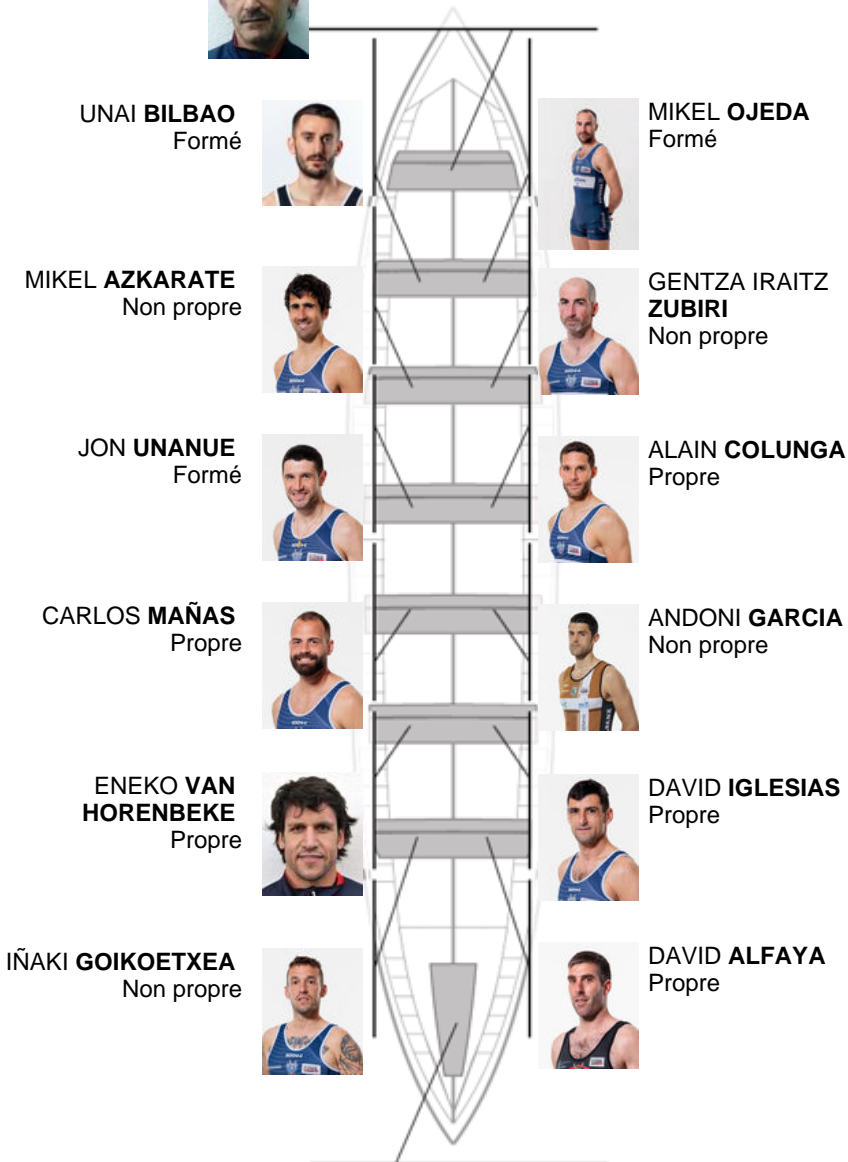 UNAI BILBAO
Formé
MIKEL OJEDA
Formé
MIKEL AZKARATE
Non propre
GENTZA IRAITZ
ZUBIRI
Non propre
JON UNANUE
Formé
ALAIN COLUNGA
Propre
CARLOS MAÑAS
Propre
ANDONI GARCIA
Non propre
ENEKO VAN
HORENBEKE
Propre
DAVID IGLESIAS
Propre
IÑAKI GOIKOETXEA
Non propre
DAVID ALFAYA
Propre